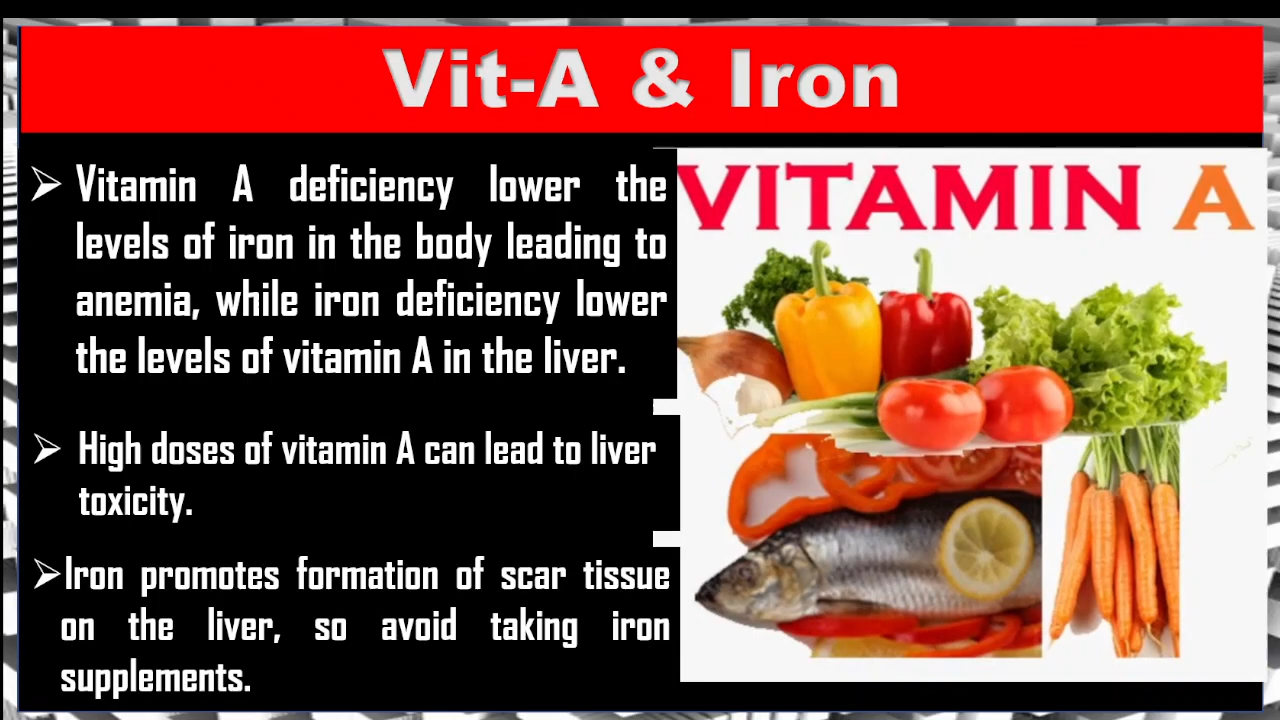 Vit-A & Iron
VITAMIN A
➢ Vitamin A deficiency lower the
levels of iron in the body leading to
anemia, while iron deficiency lower
the levels of vitamin A in the liver.
➢ High doses of vitamin A can lead to liver
toxicity.
➢Iron promotes formation of scar tissue
on the liver, so avoid taking iron
supplements.